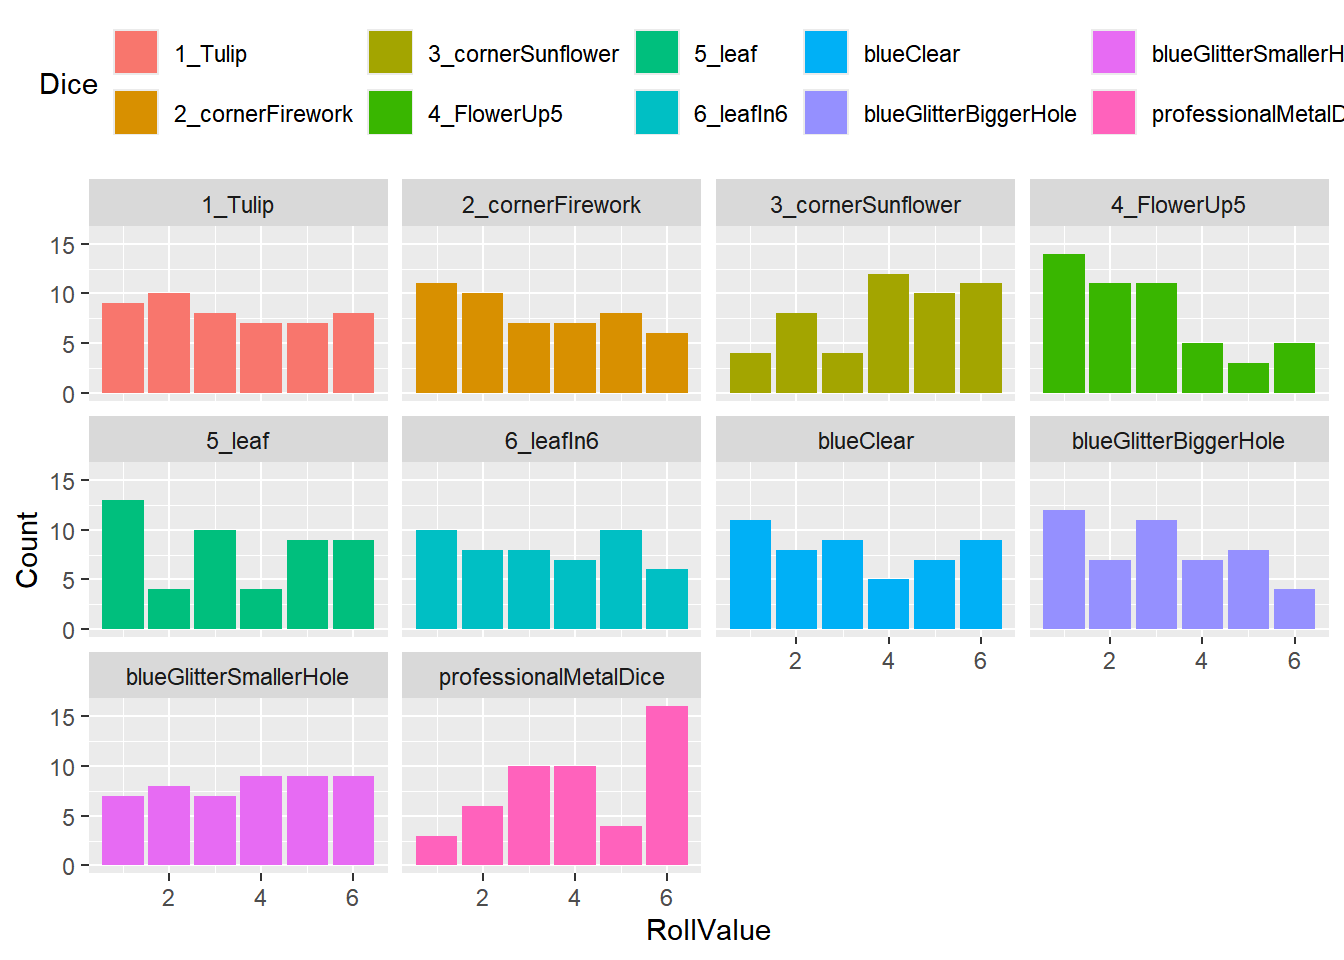 Dice
1_Tulip 3_cornerSunflower 5_leaf blueClear blueGlitterSmallerH
2_cornerFirework 4_FlowerUp5 6_leafIn6 blueGlitterBiggerHole professionalMetalD
1_Tulip 2_cornerFirework 3_cornerSunflower 4_FlowerUp5
15
10
5
0
5_leaf 6_leafIn6 blueClear blueGlitterBiggerHole
15
10
5
0
2 4 6 2 4 6
Count
blueGlitterSmallerHole professionalMetalDice
15
10
5
0
2 4 6 2 4 6
RollValue